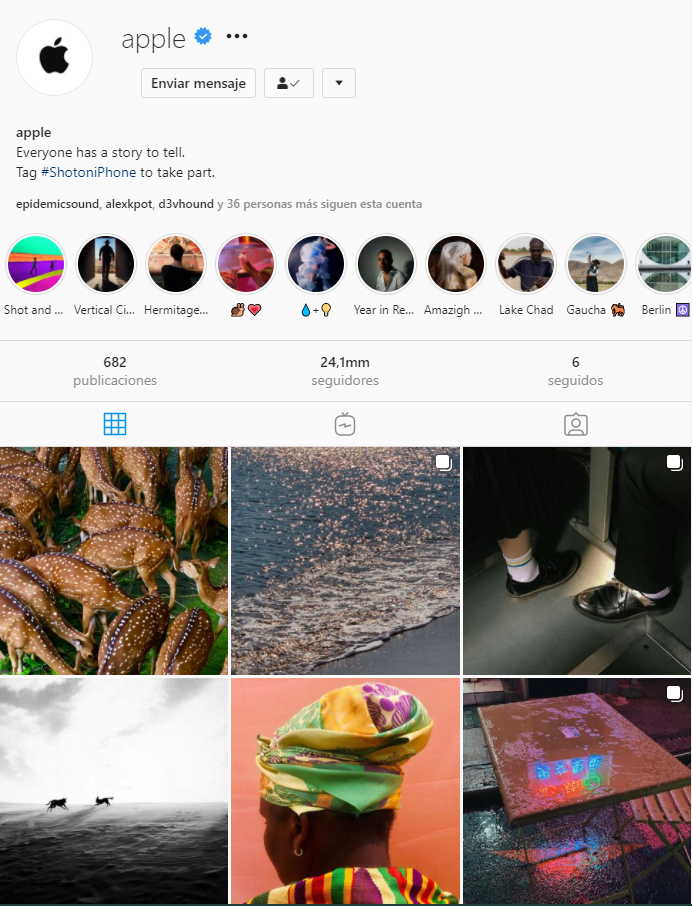 apple
Enviar mensaje
apple
Everyone has a story to tell.
Tag #ShotoniPhone to take part.
epidemicsound, alexkpot, d3vhound y 36 personas más siguen esta cuenta
Shot and ... Vertical Ci... Hermitage... 🐿️❤️ 💧+💡 Year in Re... Amazigh ... Lake Chad Gaucha 🐂 Berlin ☮️
682 24,1mm 6
publicaciones seguidores seguidos